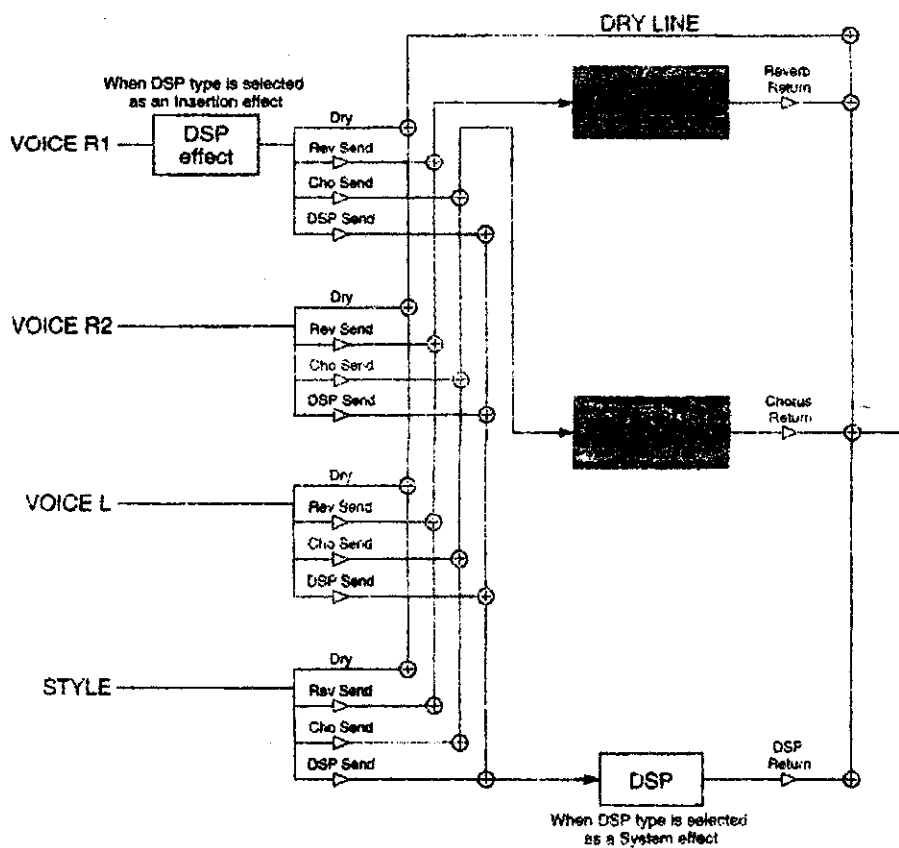 DRY LINE
When DSP type is selected
as an Insertion effect
Reverb
Return
VOICE R1
DSP
effect
Dry
Rev Send
Cho Send
DSP Send
VOICE R2
Dry
Rev Send
Cho Send
DSP Send
Chorus
Return
VOICE L
Dry
Rev Send
Cho Send
DSP Send
STYLE
Dry
Rev Send
Cho Send
DSP Send
DSP
DSP
Return
When DSP type is selected
as a System effect